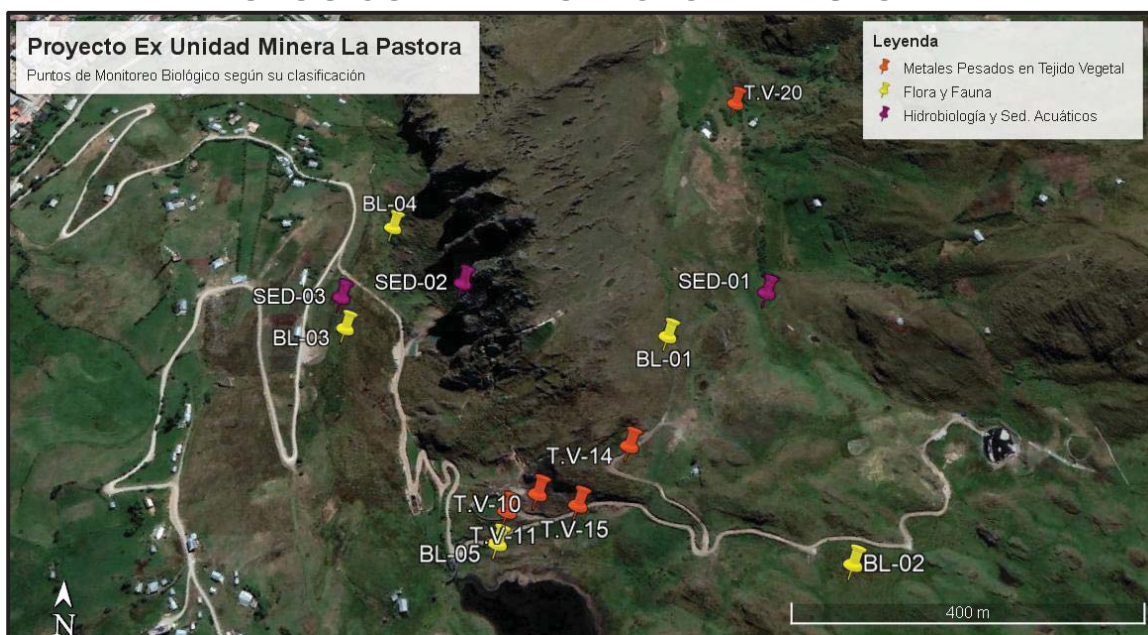 Proyecto Ex Unidad Minera La Pastora
Puntos de Monitoreo Biológico según su clasificación
Leyenda
Metales Pesados en Tejido Vegetal
Flora y Fauna
Hidrobiología y Sed. Acuáticos
T.V-20
BL-04
SED-02
SED-03
SED-01
BL-03
BL-01
T.V-14
T.V-10
T.V-15
T.V-11
BL-05
BL-02
N
400 m